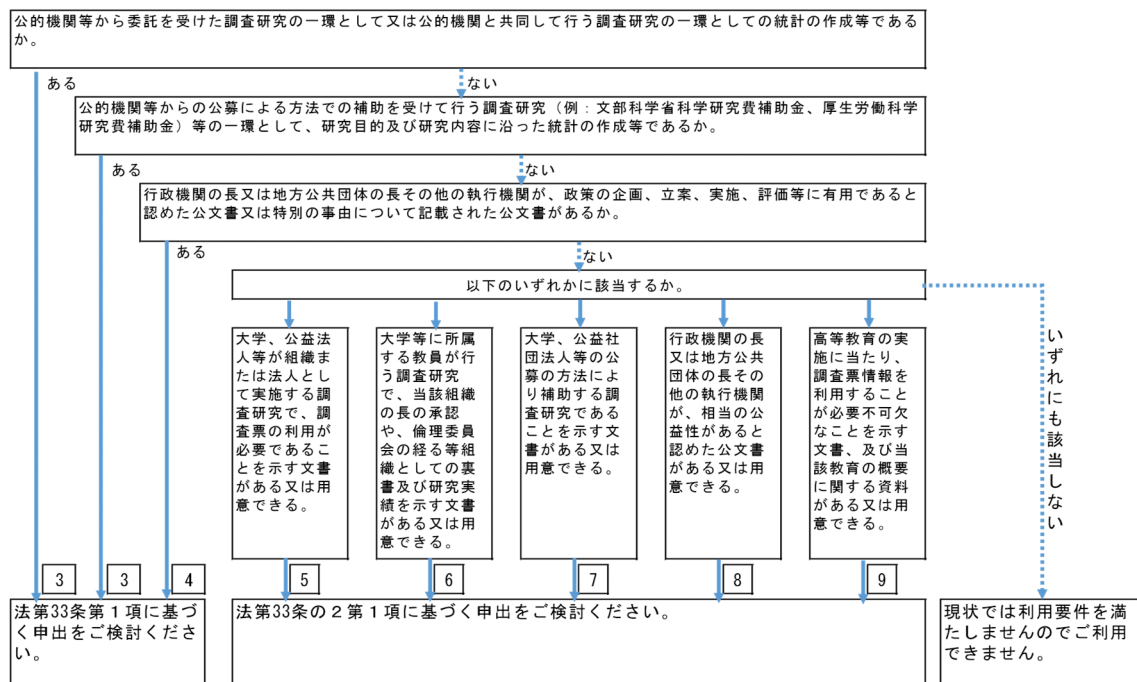 公的機関等から委託を受けた調査研究の一環として又は公的機関と共同して行う調査研究の一環としての統計の作成等である
か。
ある
ない
公的機関等からの公募による方法での補助を受けて行う調査研究（例：文部科学省科学研究費補助金、厚生労働科学
研究費補助金）等の一環として、研究目的及び研究内容に沿った統計の作成等であるか。
ある
ない
行政機関の長又は地方公共団体の長その他の執行機関が、政策の企画、立案、実施、評価等に有用であると
認めた公文書又は特別の事由について記載された公文書があるか。
ある
ない
以下のいずれかに該当するか。
大学、公益法
人等が組織ま
たは法人とし
て実施する調
査研究で、調
査票の利用が
必要であるこ
とを示す文書
がある又は用
意できる。
大学等に所属
する教員が行
う調査研究
で、当該組織
の長の承認
や、倫理委員
会の経る等組
織としての裏
書及び研究実
績を示す文書
がある又は用
意できる。
大学、公益社
団法人等の公
募の方法によ
り補助する調
査研究である
ことを示す文
書がある又は
用意できる。
行政機関の長
又は地方公共
団体の長その
他の執行機関
が、相当の公
益性があると
認めた公文書
がある又は用
意できる。
高等教育の実
施に当たり、
調査票情報を
利用すること
が必要不可欠
なことを示す
文書、及び当
該教育の概要
に関する資料
がある又は用
意できる。
いずれにも該当しない
3
3
4
5
6
7
8
9
法第33条第１項に基づ
く申出をご検討くださ
い。
法第33条の２第１項に基づく申出をご検討ください。
現状では利用要件を満
たしませんのでご利用
できません。